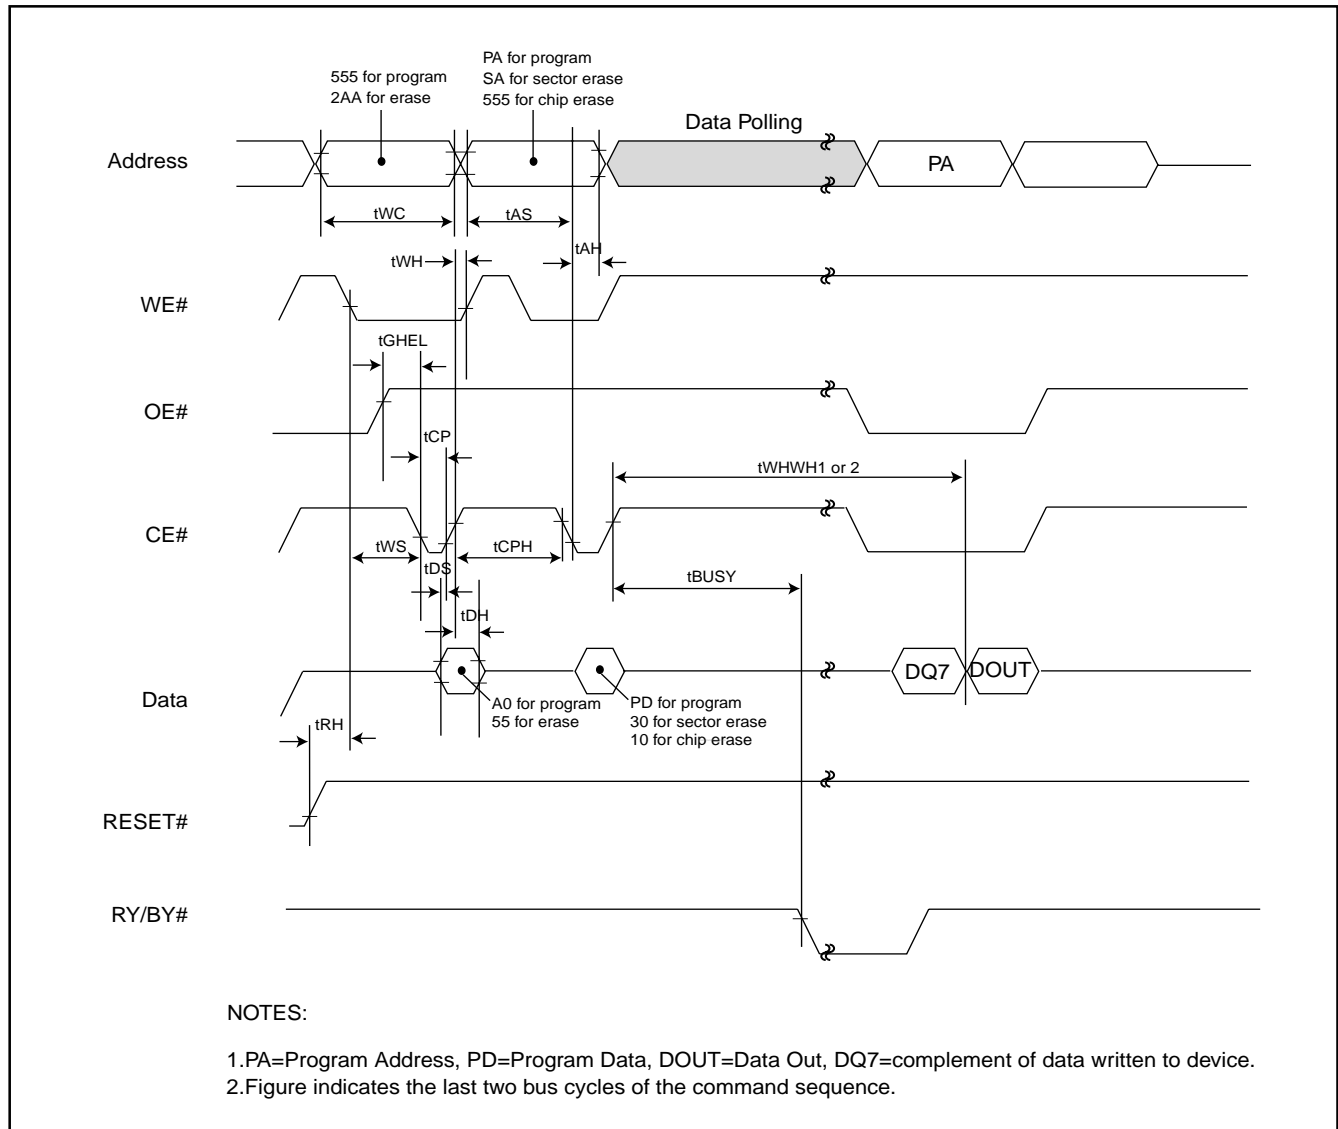 555 for program
2AA for erase
PA for program
SA for sector erase
555 for chip erase
Data Polling
Address
PA
tWC
tAS
tAH
tWH
WE#
tGHEL
OE#
tCP
tWHWH1 or 2
CE#
tWS
tCPH
tDS
tBUSY
tDH
DQ7
DOUT
Data
A0 for program
55 for erase
PD for program
30 for sector erase
10 for chip erase
tRH
RESET#
RY/BY#
NOTES:
1.PA=Program Address, PD=Program Data, DOUT=Data Out, DQ7=complement of data written to device.
2.Figure indicates the last two bus cycles of the command sequence.